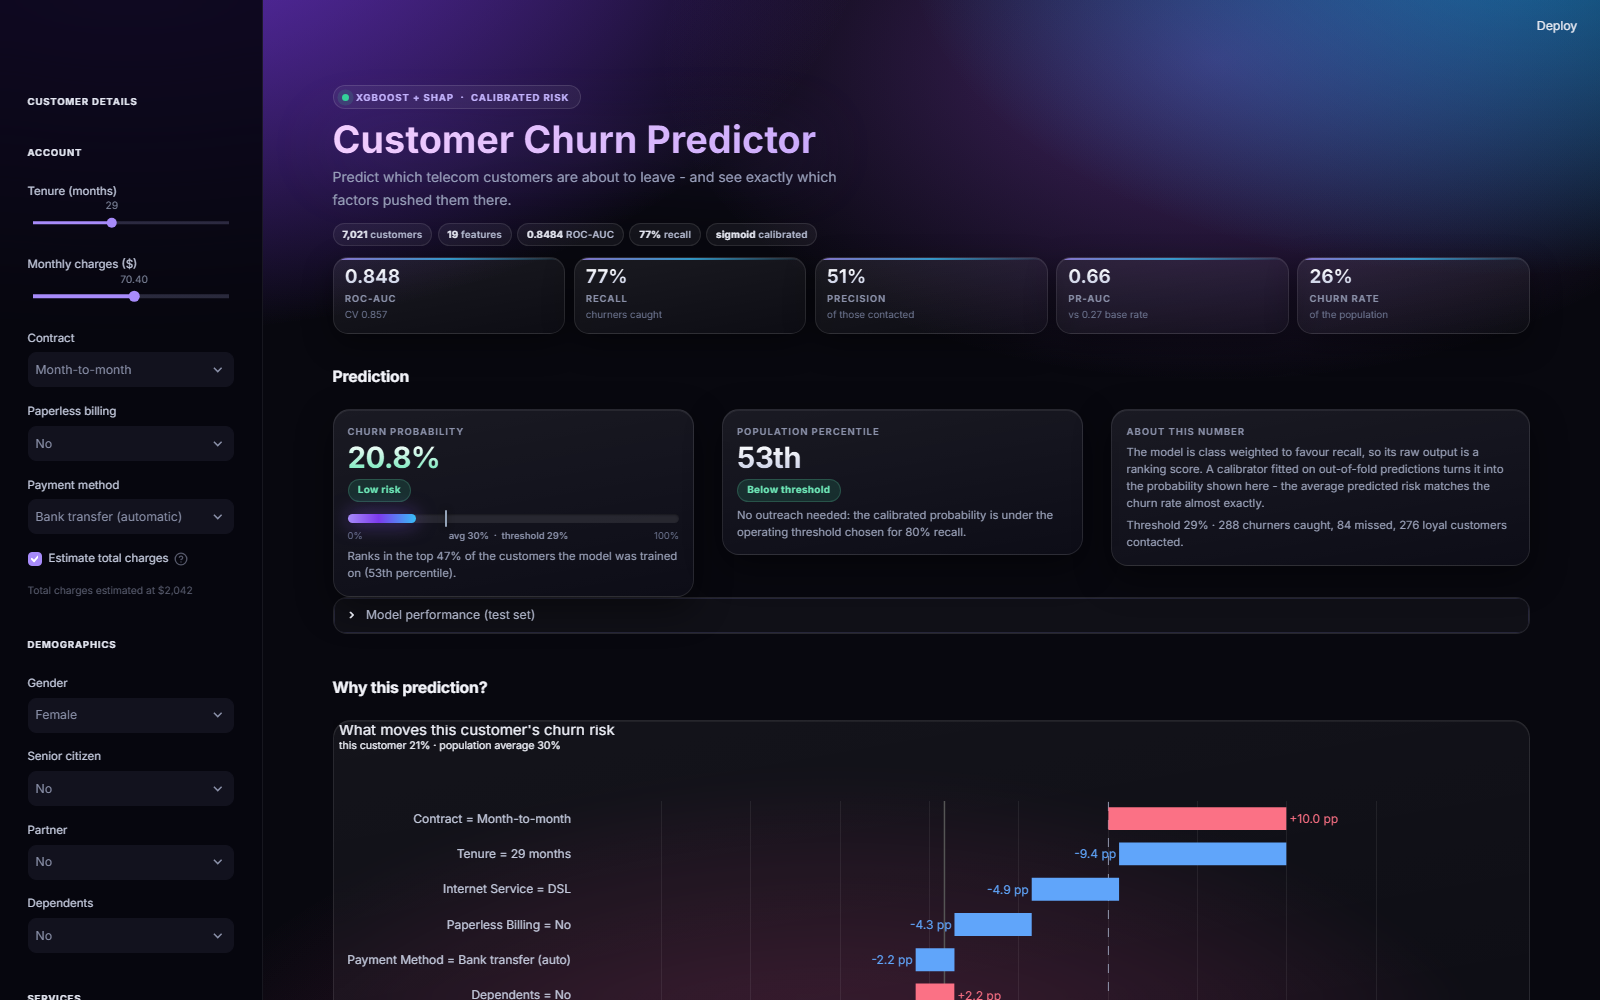 Deploy
CUSTOMER DETAILS
ACCOUNT
Tenure (months)
29
Monthly charges ($)
70.40
Contract
Month-to-month
Paperless billing
No
Payment method
Bank transfer (automatic)
Estimate total charges
Total charges estimated at $2,042
DEMOGRAPHICS
Gender
Female
Senior citizen
No
Partner
No
Dependents
No
SERVICES
XGBOOST + SHAP · CALIBRATED RISK
Customer Churn Predictor
Predict which telecom customers are about to leave - and see exactly which
factors pushed them there.
7,021 customers
19 features
0.8484 ROC-AUC
77% recall
sigmoid calibrated
0.848
ROC-AUC
CV 0.857
77%
RECALL
churners caught
51%
PRECISION
of those contacted
0.66
PR-AUC
vs 0.27 base rate
26%
CHURN RATE
of the population
Prediction
CHURN PROBABILITY
20.8%
Low risk
0%
avg 30% · threshold 29%
100%
Ranks in the top 47% of the customers the model was trained
on (53th percentile).
POPULATION PERCENTILE
53th
Below threshold
No outreach needed: the calibrated probability is under the
operating threshold chosen for 80% recall.
ABOUT THIS NUMBER
The model is class weighted to favour recall, so its raw output is a
ranking score. A calibrator fitted on out-of-fold predictions turns it into
the probability shown here - the average predicted risk matches the
churn rate almost exactly.
Threshold 29% · 288 churners caught, 84 missed, 276 loyal customers
contacted.
Model performance (test set)
Why this prediction?
What moves this customer's churn risk
this customer 21% · population average 30%
Contract = Month-to-month
+10.0 pp
Tenure = 29 months
-9.4 pp
Internet Service = DSL
-4.9 pp
Paperless Billing = No
-4.3 pp
Payment Method = Bank transfer (auto)
-2.2 pp
Dependents = No
+2.2 pp